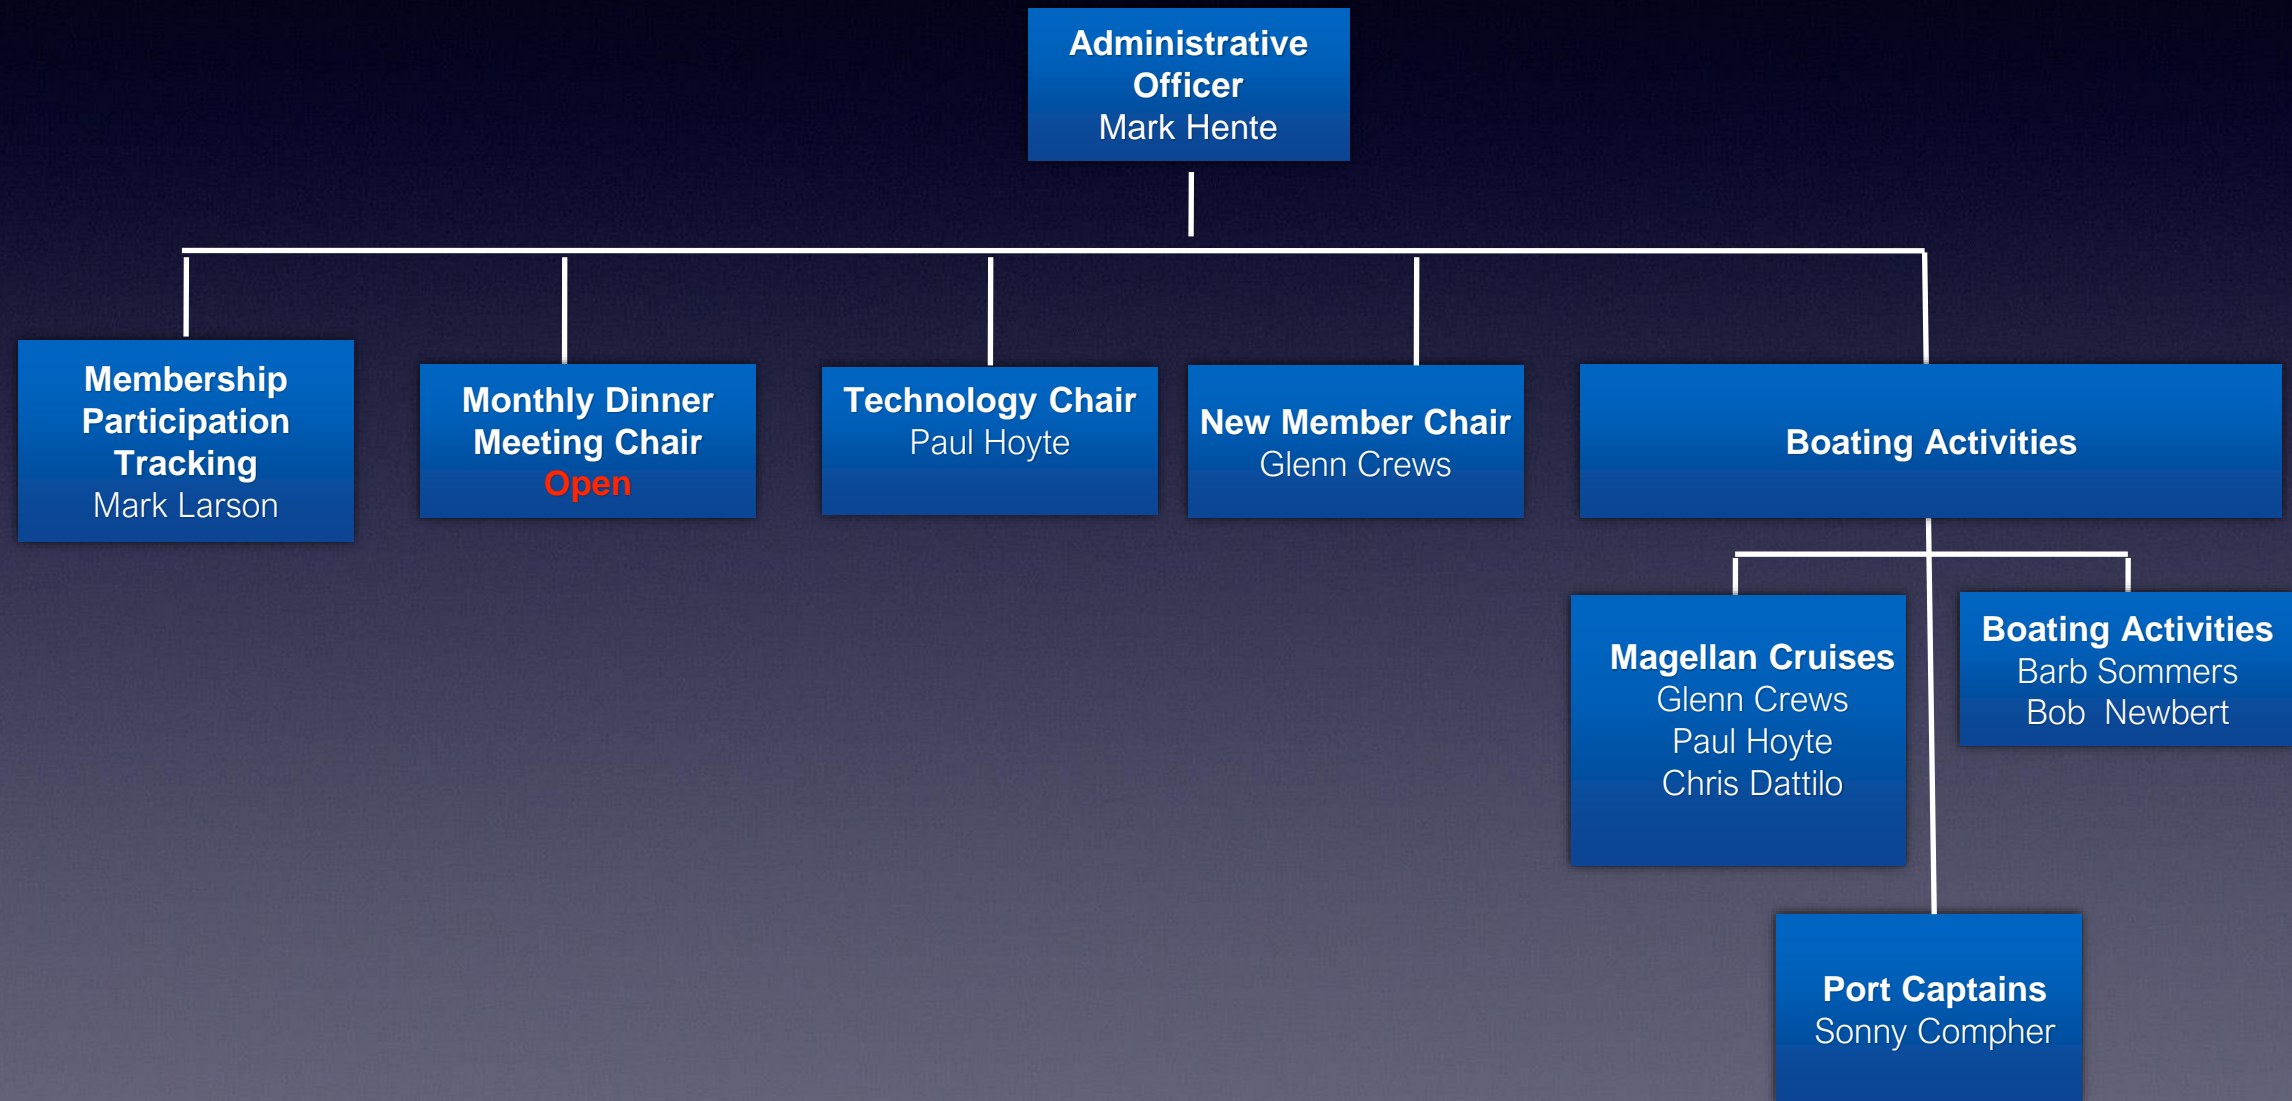 Administrative
Officer
Mark Hente
Membership
Participation
Tracking
Mark Larson
Monthly Dinner
Meeting Chair
Open
Technology Chair
Paul Hoyte
New Member Chair
Glenn Crews
Boating Activities
Magellan Cruises
Glenn Crews
Paul Hoyte
Chris Dattilo
Boating Activities
Barb Sommers
Bob  Newbert
Port Captains
Sonny Compher